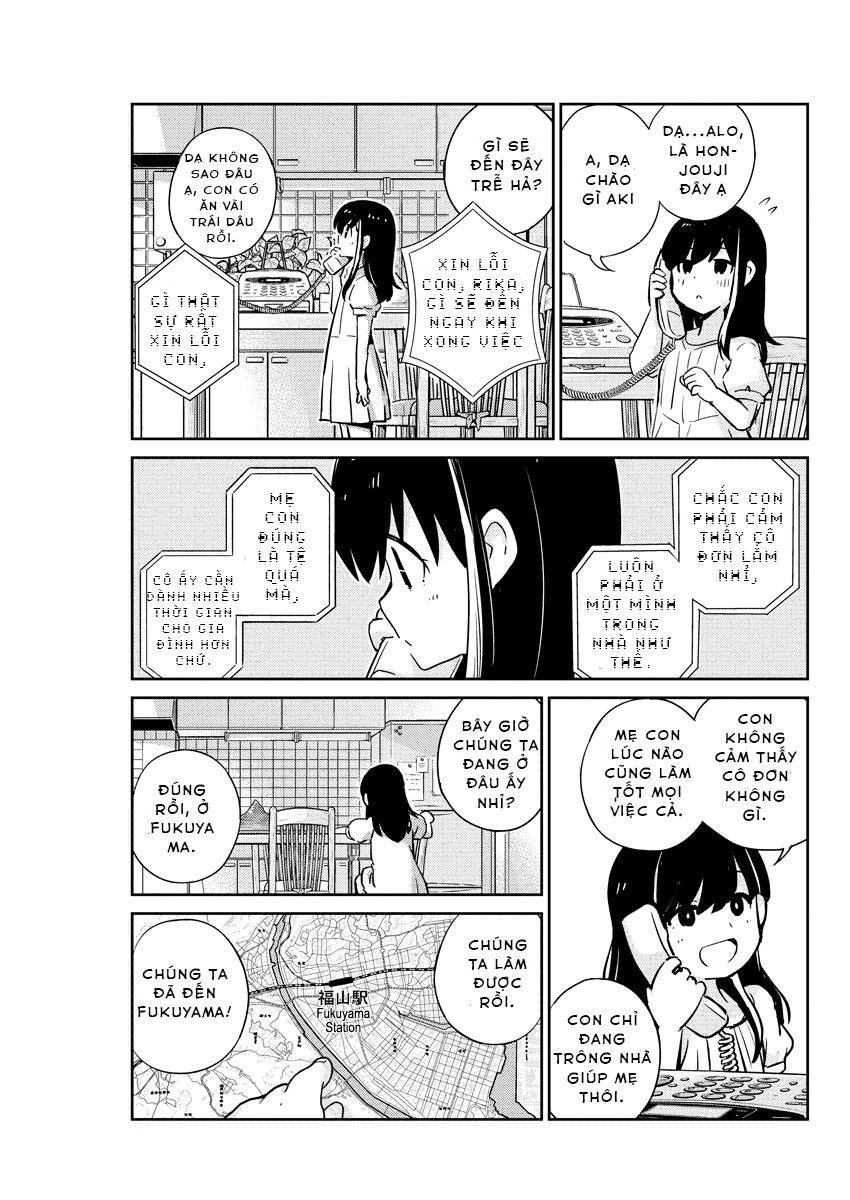 DẠ...ALO,
LÀ HON-
JOUJI
ĐÂY Ạ
A, DẠ
CHÀO
GÌ AKI
GÌ SẼ
ĐẾN ĐÂY
TRỄ HẢ?
XIN LỖI
CON, RIKA,
GÌ SẼ ĐẾN
NGAY KHI
XONG VIỆC
DẠ KHÔNG
SAO ĐÂU
Ạ, CON CÓ
ĂN VÀI
TRÁI DÂU
RỒI.
GÌ THẬT
SỰ RẤT
XIN LỖI
CON,
CHẮC CON
PHẢI CẢM
THẤY CÔ
ĐƠN LẮM
NHỈ,
LUÔN
PHẢI Ở
MỘT MÌNH
TRONG
NHÀ NHƯ
THẾ.
MẸ
CON
ĐÚNG
LÀ TỆ
QUÁ
MÀ,
CÔ ẤY CẦN
DÀNH NHIỀU
THỜI GIAN
CHO GIA
ĐÌNH HƠN
CHỨ.
CON
KHÔNG
CẢM THẤY
CÔ ĐƠN
KHÔNG
GÌ.
MẸ CON
LÚC NÀO
CŨNG LÀM
TỐT MỌI
VIỆC CẢ.
CON CHỈ
ĐANG
TRÔNG NHÀ
GIÚP MẸ
THÔI.
BÂY GIỜ
CHÚNG TA
ĐANG Ở
ĐÂU ẤY
NHỈ?
ĐÚNG
RỒI, Ở
FUKUYA
MA.
CHÚNG
TA LÀM
ĐƯỢC
RỒI.
福山駅
Fukuyama
Station
CHÚNG TA
ĐÃ ĐẾN
FUKUYAMA!